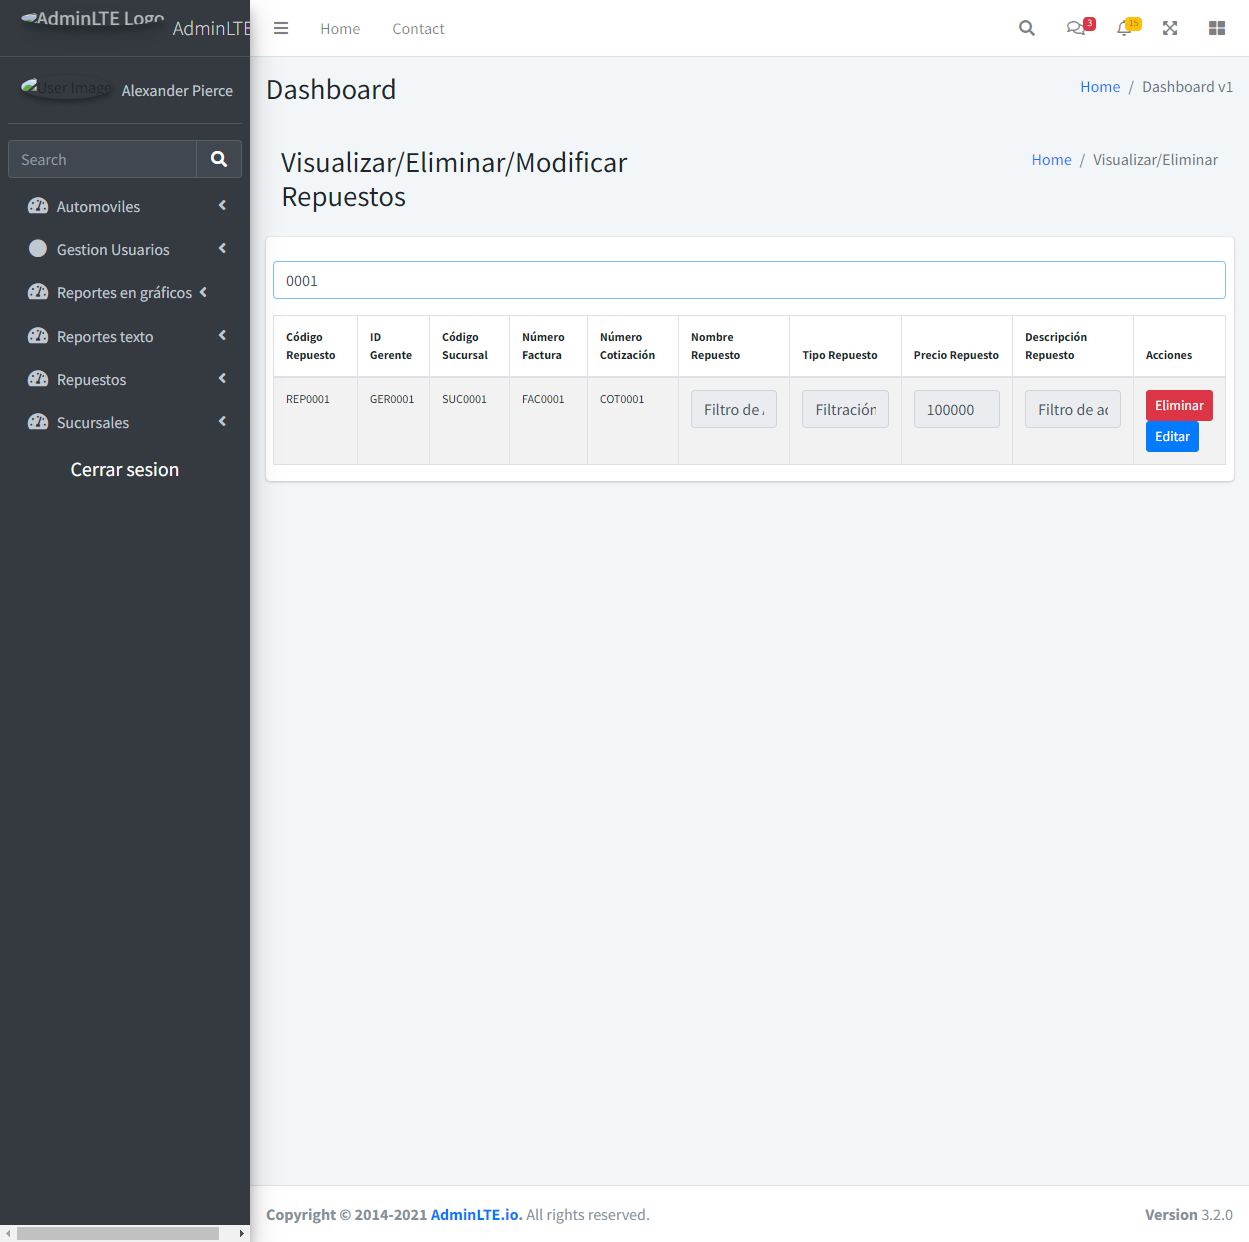 AdminLTE Logo
AdminLTE
Home
Contact
3
15
User Image
Alexander Pierce
Dashboard
Home / Dashboard v1
Search
Visualizar/Eliminar/Modificar
Repuestos
Home / Visualizar/Eliminar
Automoviles
Gestion Usuarios
Reportes en gráficos
Reportes texto
Repuestos
Sucursales
Cerrar sesion
0001
Código Repuesto
ID Gerente
Código Sucursal
Número Factura
Número Cotización
Nombre Repuesto
Tipo Repuesto
Precio Repuesto
Descripción Repuesto
Acciones
REP0001
GER0001
SUC0001
FAC0001
COT0001
Filtro de
Filtración
100000
Filtro de
Eliminar
Editar
Copyright © 2014-2021 AdminLTE.io. All rights reserved.
Version 3.2.0